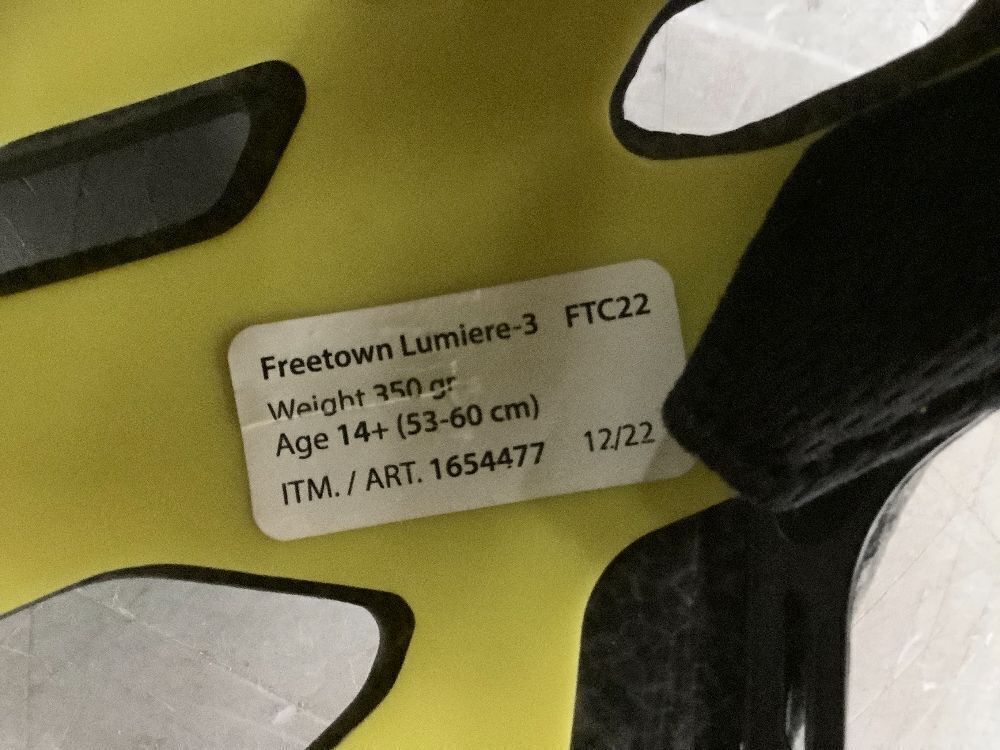 Freetown Lumiere-3 FTC22
Weight 350 gr
Age 14+ (53-60 cm)
ITM. / ART. 1654477 12/22